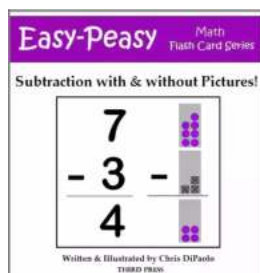 Easy-Peasy
Math
Flash Card Series
Subtraction with & without Pictures!
7
- 3 -
4
Written & Illustrated by Chris DiPaolo
THIRD PRESS